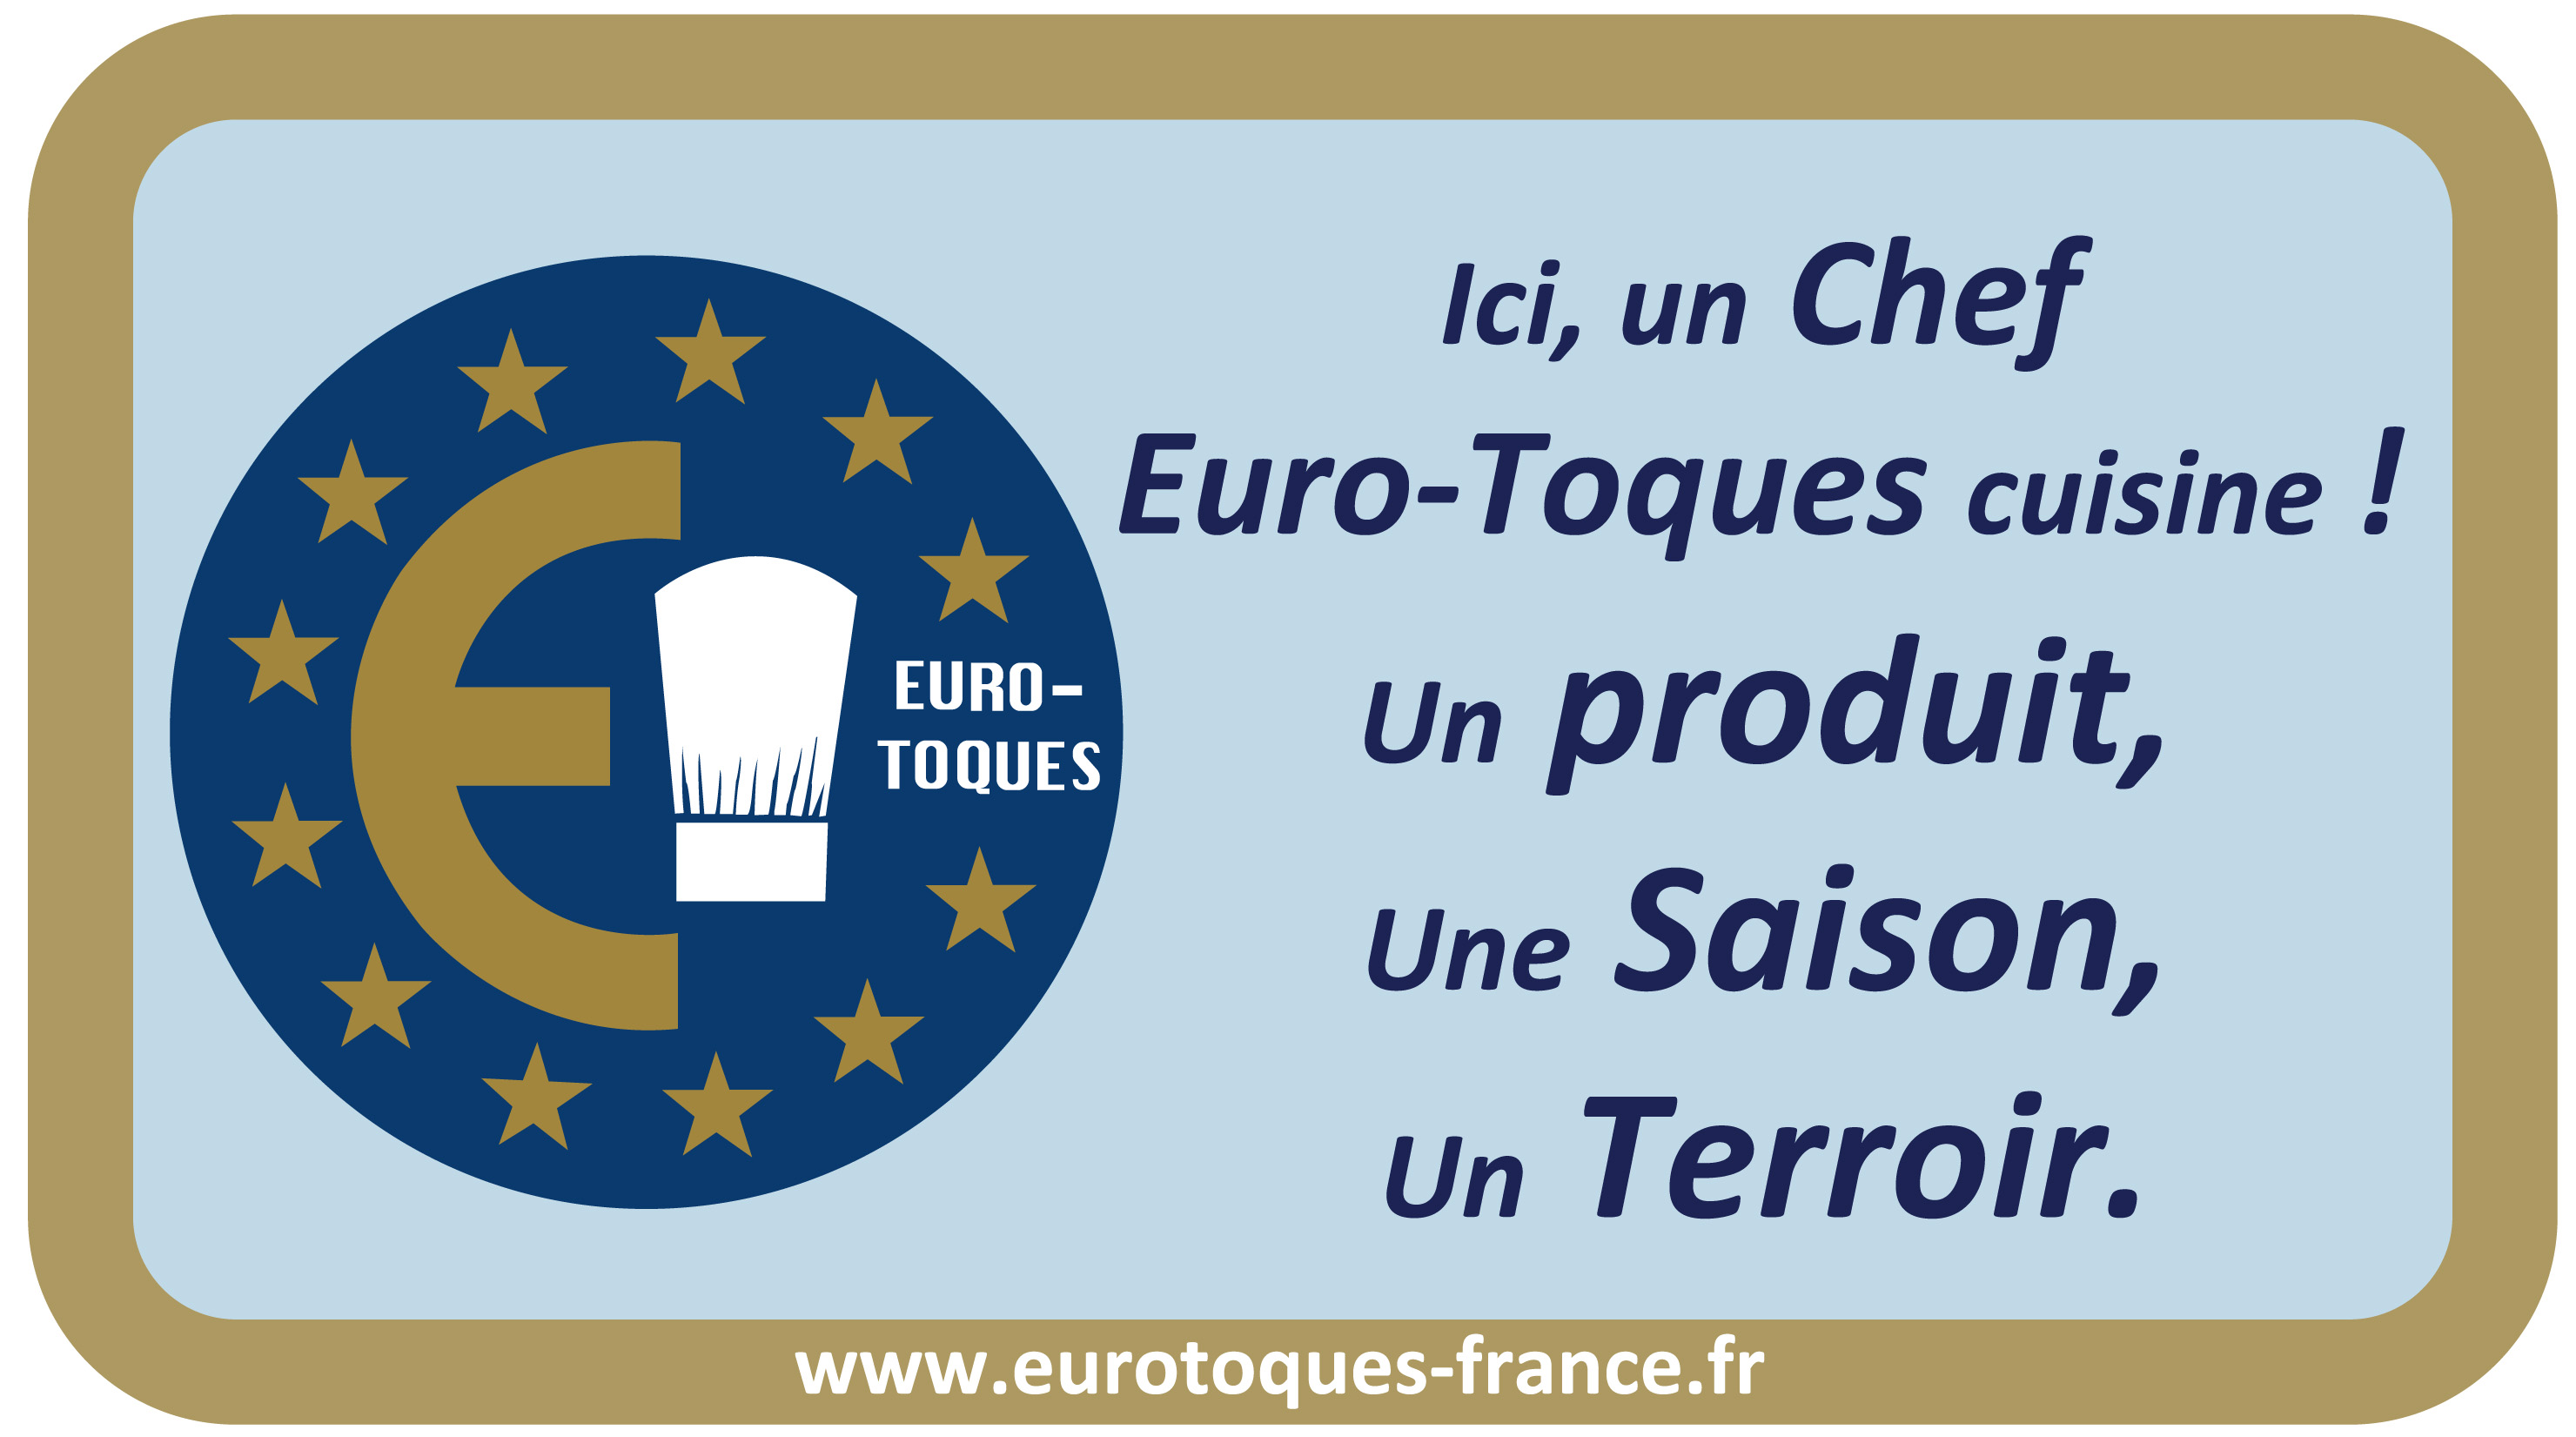 EURO-
TOQUES
Ici, un Chef
Euro-Toques cuisine !
Un produit,
Une Saison,
Un Terroir.
www.eurotoques-france.fr